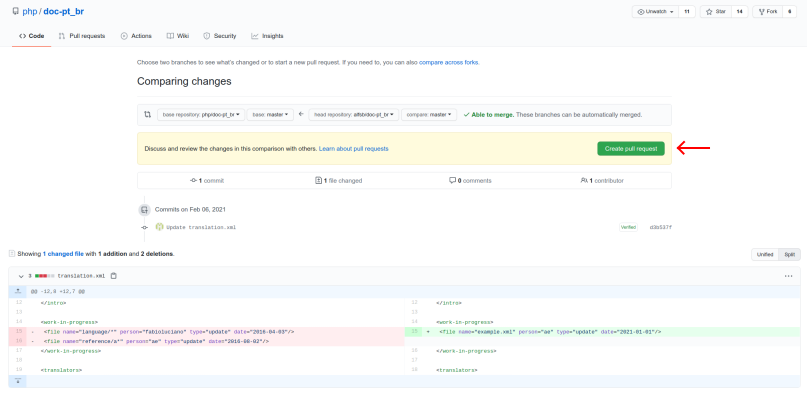 php / doc-pt_br
Unwatch 11 Star 14 Fork 6
Code Pull requests Actions Wiki Security Insights
Choose two branches to see what's changed or to start a new pull request. If you need to, you can also compare across forks.
Comparing changes
base repository: php/doc-pt_br base: master head repository: alfsb/doc-pt_br compare: master Able to merge. These branches can be automatically merged.
Discuss and review the changes in this comparison with others. Learn about pull requests Create pull request
1 commit 1 file changed 0 comments 1 contributor
Commits on Feb 06, 2021
Update translation.xml Verified d3b537f
Showing 1 changed file with 1 addition and 2 deletions. Unified Split
3 translation.xml ...
@@ -12,8 +12,7 @@
12 </intro> 12 </intro>
13 13
14 <work-in-progress> 14 <work-in-progress>
15 - <file name="language/*" person="fabioluciano" type="update" date="2016-04-03"/> 15 + <file name="example.xml" person="ae" type="update" date="2021-01-01"/>
16 - <file name="reference/a*" person="ae" type="update" date="2016-08-02"/>
17 </work-in-progress> 16 </work-in-progress>
18 17
19 <translators> 18 <translators>